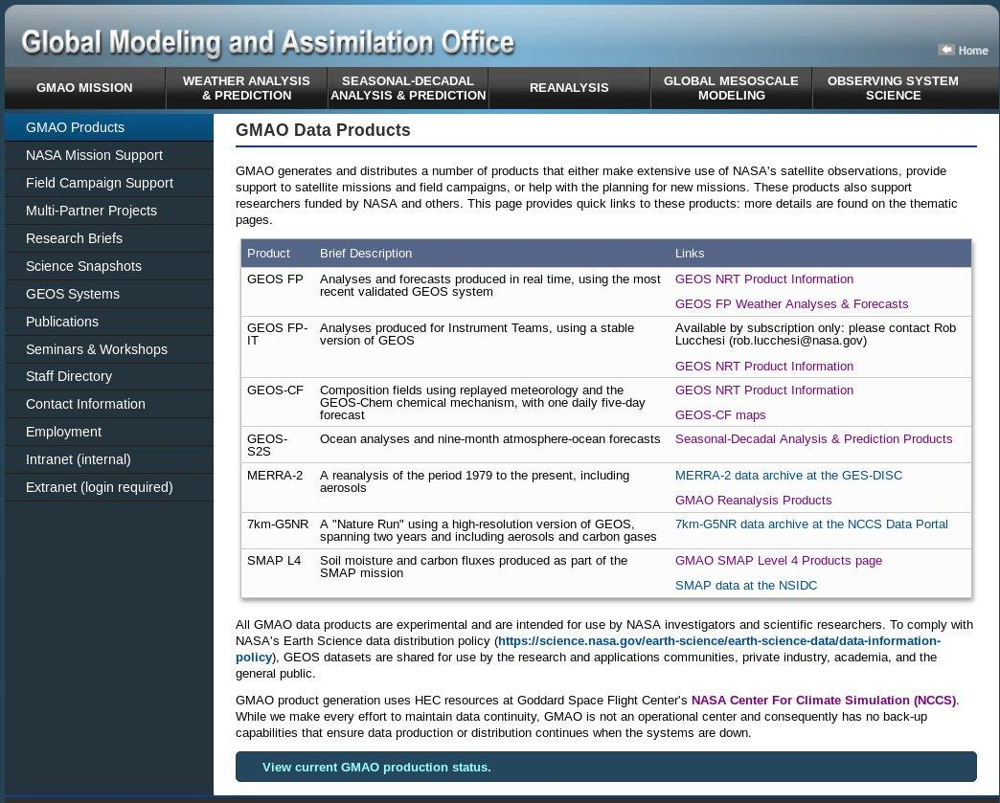 Global Modeling and Assimilation Office
Home
GMAO MISSION
WEATHER ANALYSIS
& PREDICTION
SEASONAL-DECADAL
ANALYSIS & PREDICTION
REANALYSIS
GLOBAL MESOSCALE
MODELING
OBSERVING SYSTEM
SCIENCE
GMAO Products
NASA Mission Support
Field Campaign Support
Multi-Partner Projects
Research Briefs
Science Snapshots
GEOS Systems
Publications
Seminars & Workshops
Staff Directory
Contact Information
Employment
Intranet (internal)
Extranet (login required)
GMAO Data Products
GMAO generates and distributes a number of products that either make extensive use of NASA's satellite observations, provide
support to satellite missions and field campaigns, or help with the planning for new missions. These products also support
researchers funded by NASA and others. This page provides quick links to these products: more details are found on the thematic
pages.
Product Brief Description Links
GEOS FP Analyses and forecasts produced in real time, using the most GEOS NRT Product Information
recent validated GEOS system
GEOS FP Weather Analyses & Forecasts
GEOS FP- Analyses produced for Instrument Teams, using a stable Available by subscription only: please contact Rob
IT version of GEOS Lucchesi (rob.lucchesi@nasa.gov)
GEOS NRT Product Information
GEOS-CF Composition fields using replayed meteorology and the GEOS NRT Product Information
GEOS-Chem chemical mechanism, with one daily five-day
forecast GEOS-CF maps
GEOS- Ocean analyses and nine-month atmosphere-ocean forecasts Seasonal-Decadal Analysis & Prediction Products
S2S
MERRA-2 A reanalysis of the period 1979 to the present, including MERRA-2 data archive at the GES-DISC
aerosols
GMAO Reanalysis Products
7km-G5NR A "Nature Run" using a high-resolution version of GEOS, 7km-G5NR data archive at the NCCS Data Portal
spanning two years and including aerosols and carbon gases
SMAP L4 Soil moisture and carbon fluxes produced as part of the GMAO SMAP Level 4 Products page
SMAP mission
SMAP data at the NSIDC
All GMAO data products are experimental and are intended for use by NASA investigators and scientific researchers. To comply with
NASA's Earth Science data distribution policy (https://science.nasa.gov/earth-science/earth-science-data/data-information-
policy), GEOS datasets are shared for use by the research and applications communities, private industry, academia, and the
general public.
GMAO product generation uses HEC resources at Goddard Space Flight Center's NASA Center For Climate Simulation (NCCS).
While we make every effort to maintain data continuity, GMAO is not an operational center and consequently has no back-up
capabilities that ensure data production or distribution continues when the systems are down.
View current GMAO production status.